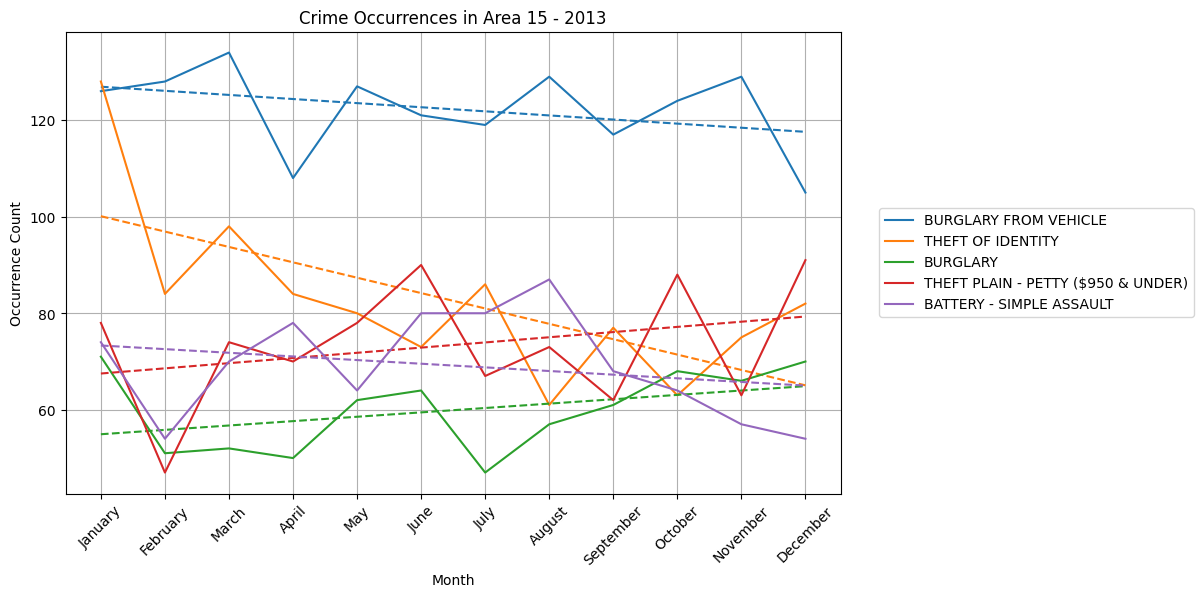 Crime Occurrences in Area 15 - 2013
Occurrence Count
120
100
80
60
January
February
March
April
May
June
July
August
September
October
November
December
Month
BURGLARY FROM VEHICLE
THEFT OF IDENTITY
BURGLARY
THEFT PLAIN - PETTY ($950 & UNDER)
BATTERY - SIMPLE ASSAULT